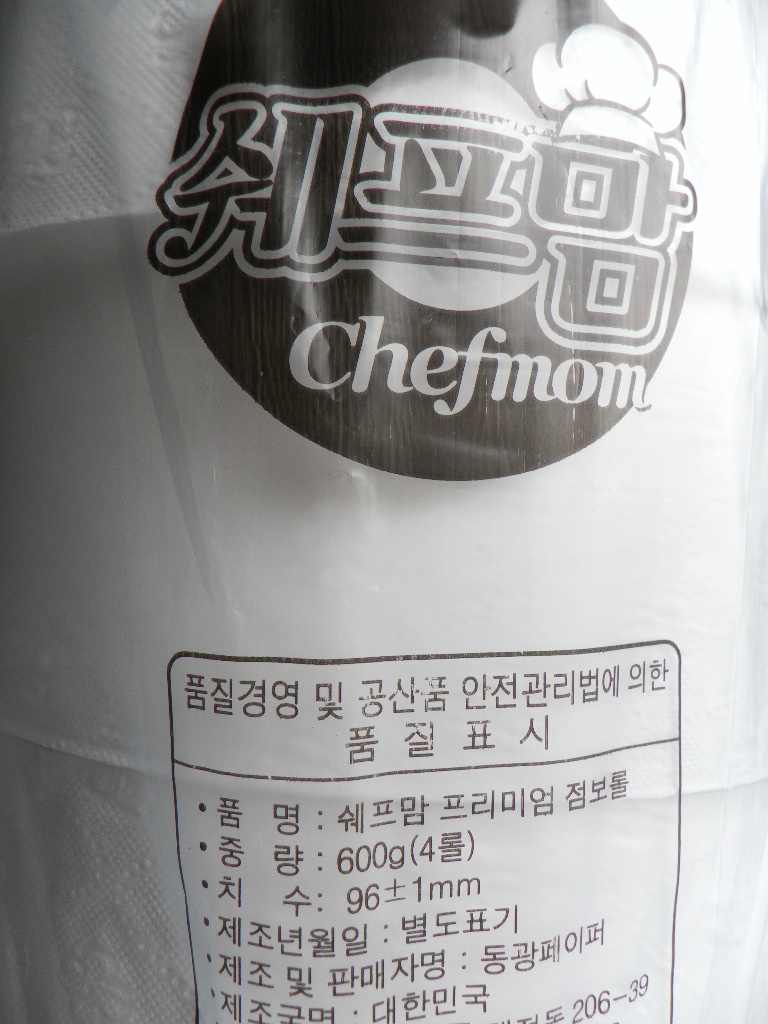 쉐프맘
Chefmom
품질경영 및 공산품 안전관리법에 의한
품 질 표 시
• 품 명 : 쉐프맘 프리미엄 점보롤
• 중 량 : 600g(4롤)
• 치 수 : 96±1mm
• 제조년월일 : 별도표기
• 제조 및 판매자명 : 동광페이퍼
• 제조국명 : 대한민국
206-39